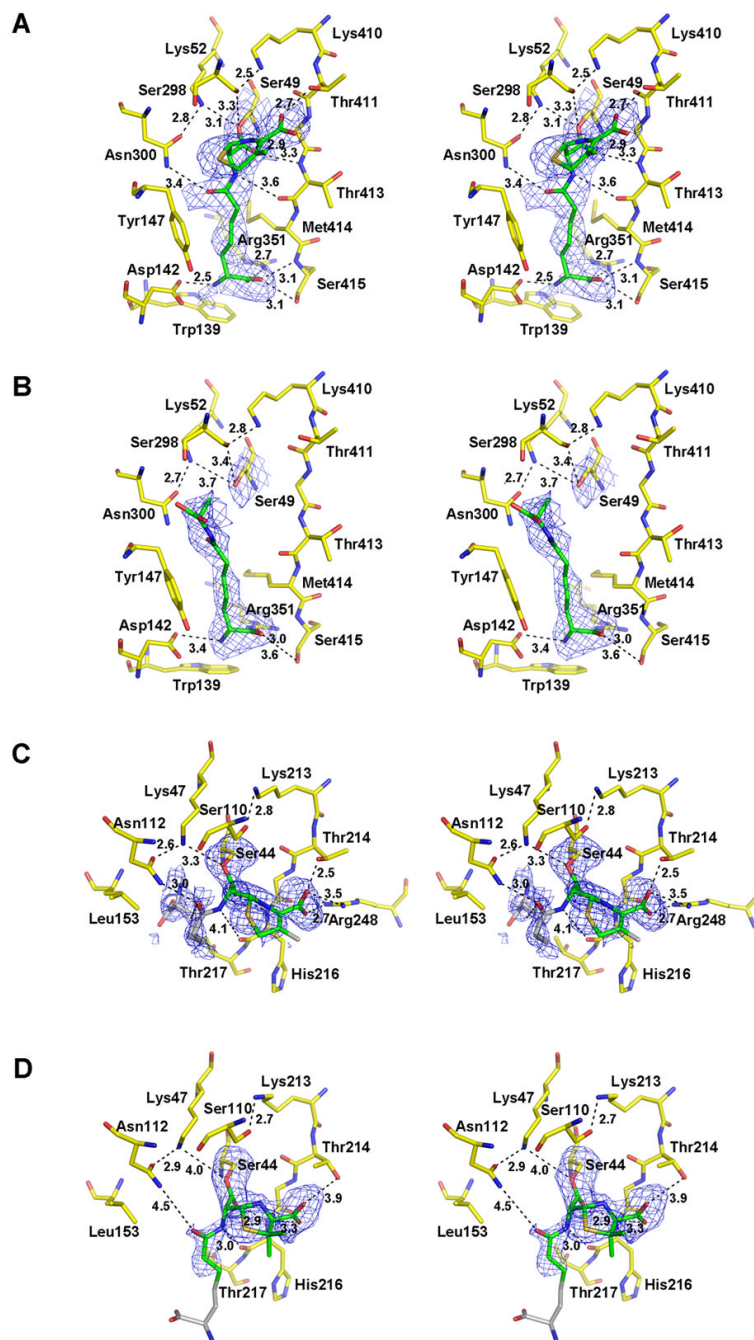 A
Lys410
Lys52
Ser298
2.5
Ser49
2.8
3.3
3.1
2.7
Thr411
Asn300
2.9
3.3
3.4
3.6
Thr413
Tyr147
Met414
Arg351
2.7
Asp142
2.5
3.1
Ser415
3.1
Trp139
Lys410
Lys52
Ser298
2.5
Ser49
2.8
3.3
3.1
2.7
Thr411
Asn300
2.9
3.3
3.4
3.6
Thr413
Tyr147
Met414
Arg351
2.7
Asp142
2.5
3.1
Ser415
3.1
Trp139
B
Lys410
Lys52
2.8
Ser298
Thr411
3.4
2.7
3.7
Ser49
Asn300
Thr413
Tyr147
Met414
Arg351
Asp142
3.0
Ser415
3.4
3.6
Trp139
Lys410
Lys52
2.8
Ser298
Thr411
3.4
2.7
3.7
Ser49
Asn300
Thr413
Tyr147
Met414
Arg351
Asp142
3.0
Ser415
3.4
3.6
Trp139
C
Lys213
Lys47
Ser110
2.8
Asn112
Thr214
2.6
3.3
Ser44
2.5
3.0
3.5
Leu153
2.7
Arg248
4.1
Thr217
His216
Lys213
Lys47
Ser110
2.8
Asn112
Thr214
2.6
3.3
Ser44
2.5
3.0
3.5
Leu153
2.7
Arg248
4.1
Thr217
His216
D
Lys213
Lys47
Ser110
2.7
Asn112
Thr214
2.9
4.0
Ser44
3.9
4.5
Leu153
2.9
3.3
3.0
Thr217
His216
Lys213
Lys47
Ser110
2.7
Asn112
Thr214
2.9
4.0
Ser44
3.9
4.5
Leu153
2.9
3.3
3.0
Thr217
His216